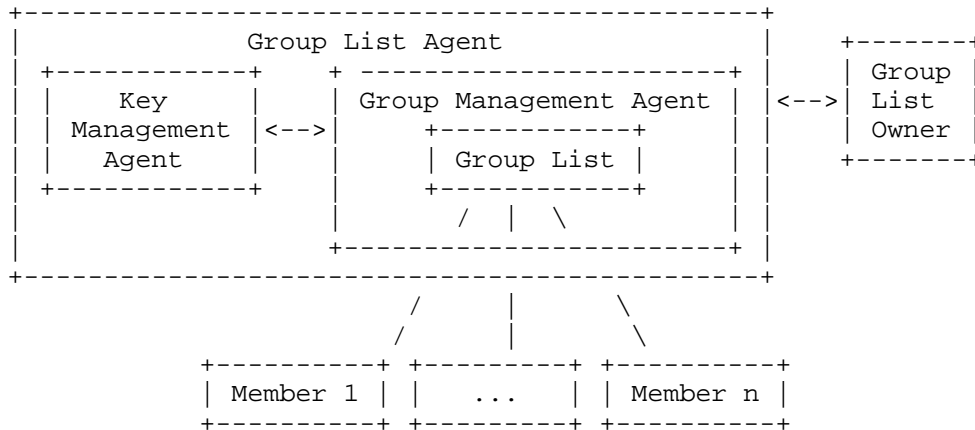 Group List Agent
Group
Key
Group Management Agent
List
Management
<-->
<-->
Owner
Agent
Group List
Member 1
...
Member n